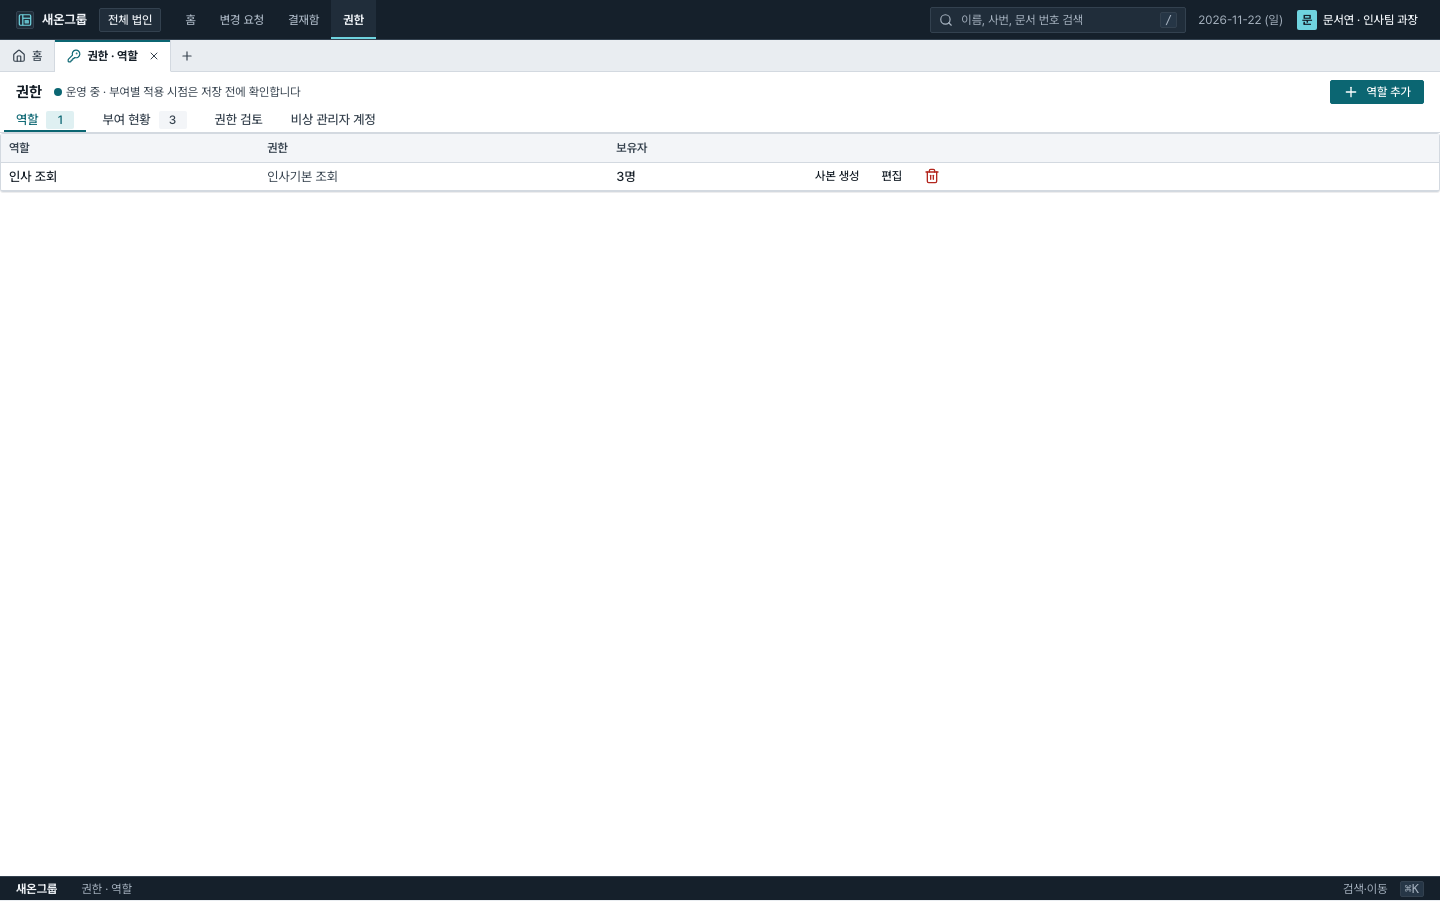 새온그룹 전체 법인 홈 변경 요청 결재함 권한 이름, 사번, 문서 번호 검색 / 2026-11-22 (일) 문 문서연 · 인사팀 과장
홈 권한 · 역할
권한 운영 중 · 부여별 적용 시점은 저장 전에 확인합니다 역할 추가
역할 1 부여 현황 3 권한 검토 비상 관리자 계정
역할 권한 보유자
인사 조회 인사기본 조회 3명 사본 생성 편집
새온그룹 권한 · 역할 검색·이동 ⌘K